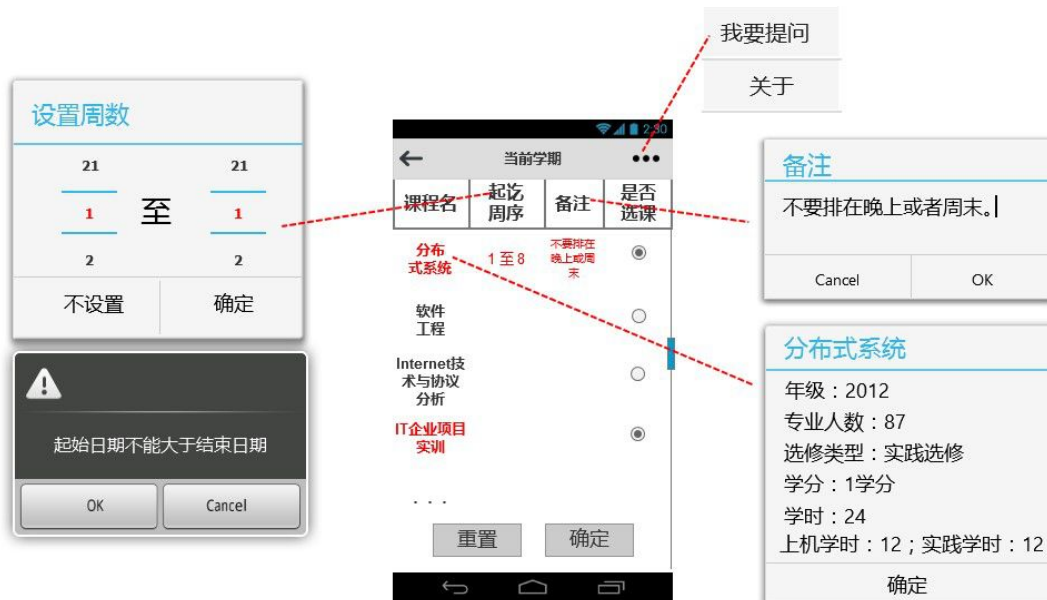 我要提问
关于
设置周数
21 21
1 至 1
2 2
不设置 确定
起始日期不能大于结束日期
OK Cancel
2:30
当前学期
课程名 起讫 备注 是否
周序 选课
分布
式系统
1 至 8
不要排在
晚上或周
末
软件
工程
Internet技
术与协议
分析
IT企业项目
实训
. . .
重置 确定
备注
不要排在晚上或者周末。
Cancel OK
分布式系统
年级：2012
专业人数：87
选修类型：实践选修
学分：1学分
学时：24
上机学时：12；实践学时：12
确定